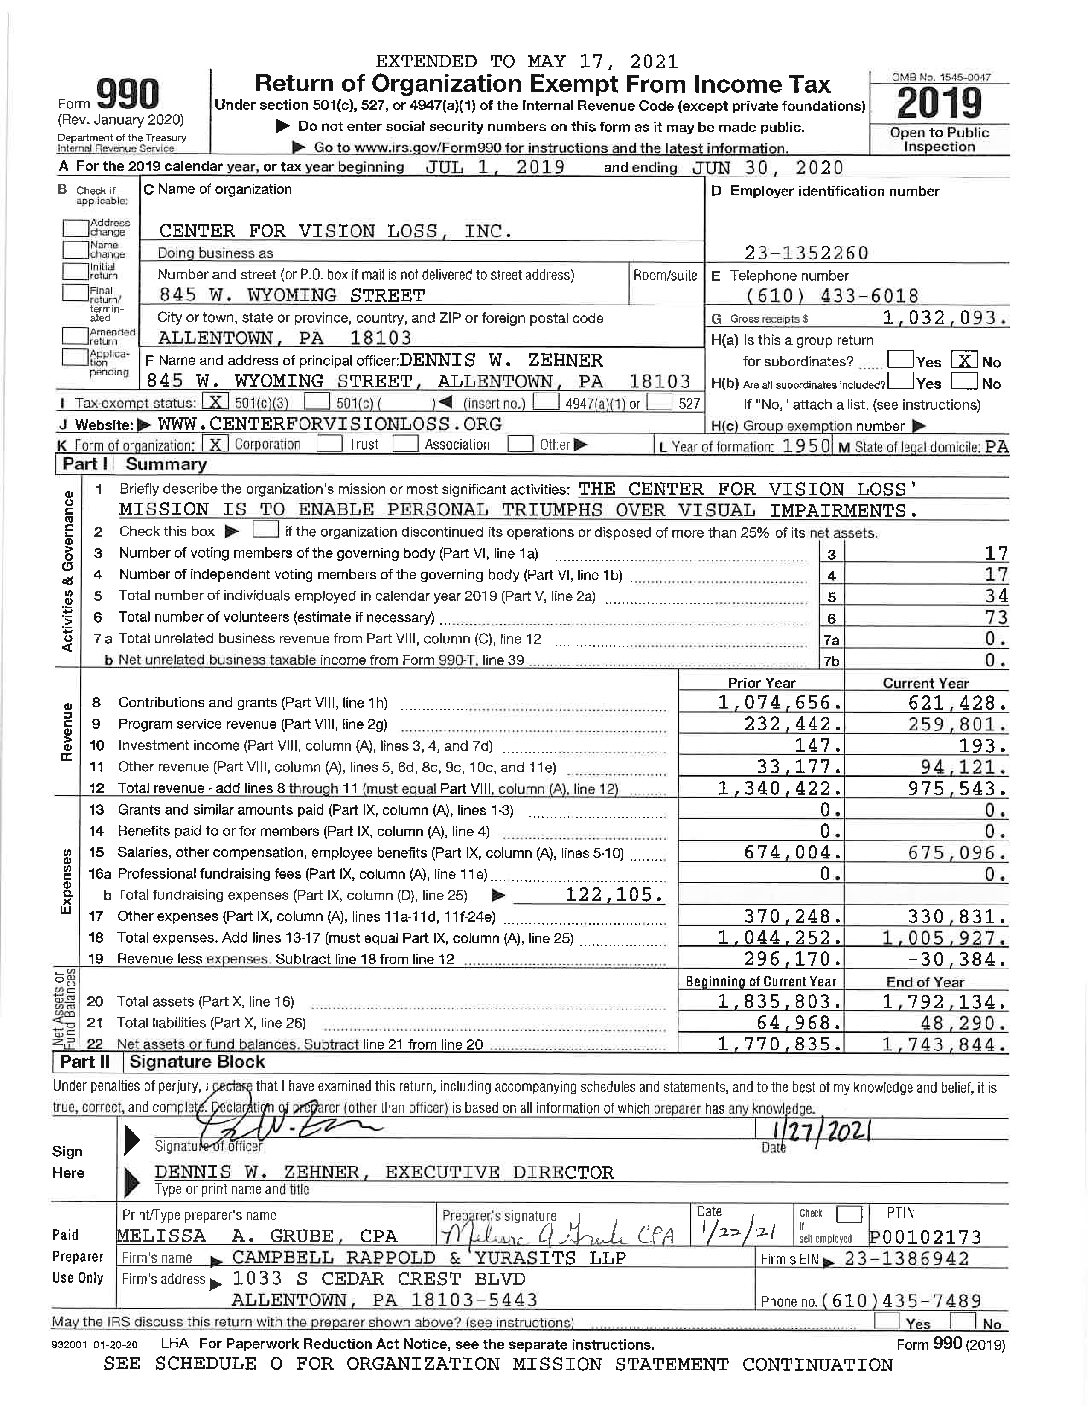 EXTENDED TO MAY 17, 2021
Form 990
(Rev. January 2020)
Department of the Treasury
Internal Revenue Service
Return of Organization Exempt From Income Tax
Under section 501(c), 527, or 4947(a)(1) of the Internal Revenue Code (except private foundations)
▶ Do not enter social security numbers on this form as it may be made public.
▶ Go to www.irs.gov/Form990 for instructions and the latest information.
OMB No. 1545-0047
2019
Open to Public
Inspection
A For the 2019 calendar year, or tax year beginning JUL 1, 2019 and ending JUN 30, 2020
B Check if applicable:
Address change
Name change
Initial return
Final return/terminated
Amended return
Application pending
C Name of organization
CENTER FOR VISION LOSS, INC.
Doing business as
Number and street (or P.O. box if mail is not delivered to street address) Room/suite
845 W. WYOMING STREET
City or town, state or province, country, and ZIP or foreign postal code
ALLENTOWN, PA 18103
F Name and address of principal officer: DENNIS W. ZEHNER
845 W. WYOMING STREET, ALLENTOWN, PA 18103
D Employer identification number
23-1352260
E Telephone number
(610) 433-6018
G Gross receipts $ 1,032,093.
H(a) Is this a group return
for subordinates? ...... Yes X No
H(b) Are all subordinates included? Yes No
If "No," attach a list. (see instructions)
H(c) Group exemption number ▶
I Tax-exempt status: X 501(c)(3) 501(c) ( )◀ (insert no.) 4947(a)(1) or 527
J Website: ▶ WWW.CENTERFORVISIONLOSS.ORG
K Form of organization: X Corporation Trust Association Other ▶ L Year of formation: 1950 M State of legal domicile: PA
Part I Summary
Activities & Governance
1 Briefly describe the organization's mission or most significant activities: THE CENTER FOR VISION LOSS'
MISSION IS TO ENABLE PERSONAL TRIUMPHS OVER VISUAL IMPAIRMENTS.
2 Check this box ▶ if the organization discontinued its operations or disposed of more than 25% of its net assets.
3 Number of voting members of the governing body (Part VI, line 1a) 3 17
4 Number of independent voting members of the governing body (Part VI, line 1b) 4 17
5 Total number of individuals employed in calendar year 2019 (Part V, line 2a) 5 34
6 Total number of volunteers (estimate if necessary) 6 73
7 a Total unrelated business revenue from Part VIII, column (C), line 12 7a 0.
b Net unrelated business taxable income from Form 990-T, line 39 7b 0.
Prior Year Current Year
Revenue
8 Contributions and grants (Part VIII, line 1h) 1,074,656. 621,428.
9 Program service revenue (Part VIII, line 2g) 232,442. 259,801.
10 Investment income (Part VIII, column (A), lines 3, 4, and 7d) 147. 193.
11 Other revenue (Part VIII, column (A), lines 5, 6d, 8c, 9c, 10c, and 11e) 33,177. 94,121.
12 Total revenue - add lines 8 through 11 (must equal Part VIII, column (A), line 12) 1,340,422. 975,543.
Expenses
13 Grants and similar amounts paid (Part IX, column (A), lines 1-3) 0. 0.
14 Benefits paid to or for members (Part IX, column (A), line 4) 0. 0.
15 Salaries, other compensation, employee benefits (Part IX, column (A), lines 5-10) 674,004. 675,096.
16a Professional fundraising fees (Part IX, column (A), line 11e) 0. 0.
b Total fundraising expenses (Part IX, column (D), line 25) ▶ 122,105.
17 Other expenses (Part IX, column (A), lines 11a-11d, 11f-24e) 370,248. 330,831.
18 Total expenses. Add lines 13-17 (must equal Part IX, column (A), line 25) 1,044,252. 1,005,927.
19 Revenue less expenses. Subtract line 18 from line 12 296,170. -30,384.
Net Assets or Fund Balances
Beginning of Current Year End of Year
20 Total assets (Part X, line 16) 1,835,803. 1,792,134.
21 Total liabilities (Part X, line 26) 64,968. 48,290.
22 Net assets or fund balances. Subtract line 21 from line 20 1,770,835. 1,743,844.
Part II Signature Block
Under penalties of perjury, I declare that I have examined this return, including accompanying schedules and statements, and to the best of my knowledge and belief, it is
true, correct, and complete. Declaration of preparer (other than officer) is based on all information of which preparer has any knowledge.
Sign Here
1/27/2021
Signature of officer Date
DENNIS W. ZEHNER, EXECUTIVE DIRECTOR
Type or print name and title
Paid Preparer Use Only
Print/Type preparer's name Preparer's signature Date Check if self-employed PTIN
MELISSA A. GRUBE, CPA Melissa A Grube CPA 1/22/21 P00102173
Firm's name ▶ CAMPBELL RAPPOLD & YURASITS LLP Firm's EIN ▶ 23-1386942
Firm's address ▶ 1033 S CEDAR CREST BLVD
ALLENTOWN, PA 18103-5443 Phone no. (610)435-7489
May the IRS discuss this return with the preparer shown above? (see instructions) Yes No
932001 01-20-20 LHA For Paperwork Reduction Act Notice, see the separate instructions. Form 990 (2019)
SEE SCHEDULE O FOR ORGANIZATION MISSION STATEMENT CONTINUATION